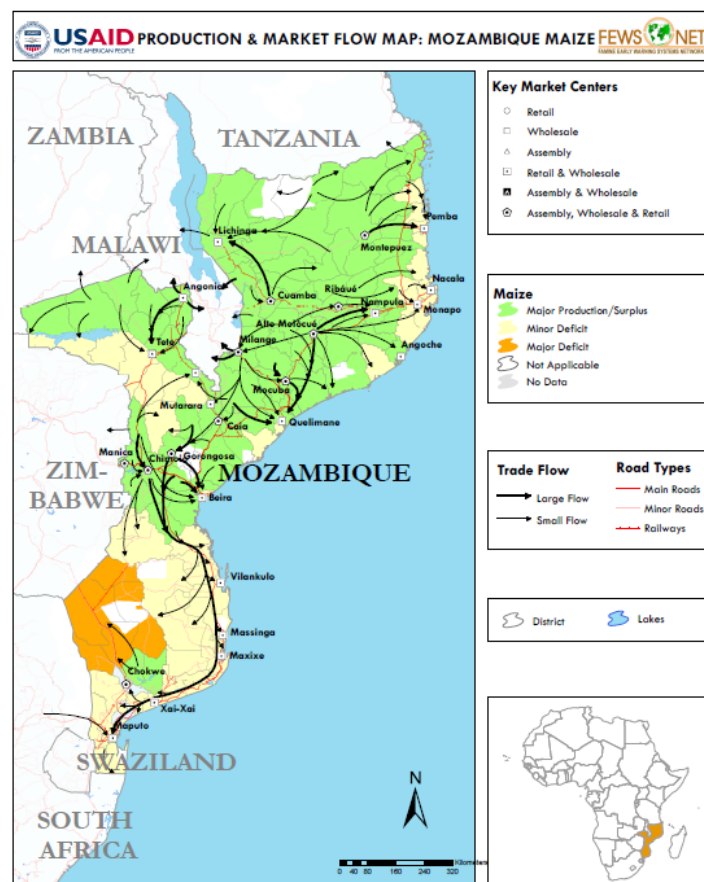 USAID
FROM THE AMERICAN PEOPLE
PRODUCTION & MARKET FLOW MAP: MOZAMBIQUE MAIZE
FEWS NET
FAMINE EARLY WARNING SYSTEMS NETWORK
ZAMBIA
TANZANIA
MALAWI
Lichinga
Pemba
Montepuez
Angonia
Cuamba
Ribáuè
Nacala
Nampula
Monapo
Tete
Alto Molócuè
Milange
Angoche
Mocuba
Mutarara
Caia
Quelimane
Manica
Chimoio
Gorongosa
ZIM-
BABWE
MOZAMBIQUE
Beira
Vilankulo
Massinga
Maxixe
Chokwe
Xai-Xai
Maputo
SWAZILAND
SOUTH
AFRICA
N
Kilometers
0 40 80 160 240 320
Key Market Centers
Retail
Wholesale
Assembly
Retail & Wholesale
Assembly & Wholesale
Assembly, Wholesale & Retail
Maize
Major Production/Surplus
Minor Deficit
Major Deficit
Not Applicable
No Data
Trade Flow
Large Flow
Small Flow
Road Types
Main Roads
Minor Roads
Railways
District
Lakes